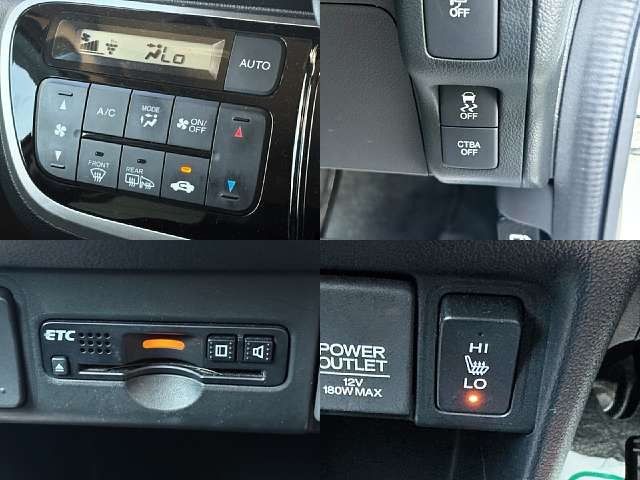 LO
AUTO
A/C
MODE
ON/
OFF
FRONT
REAR
OFF
OFF
CTBA
OFF
ETC
POWER
OUTLET
12V
180W MAX
HI
LO